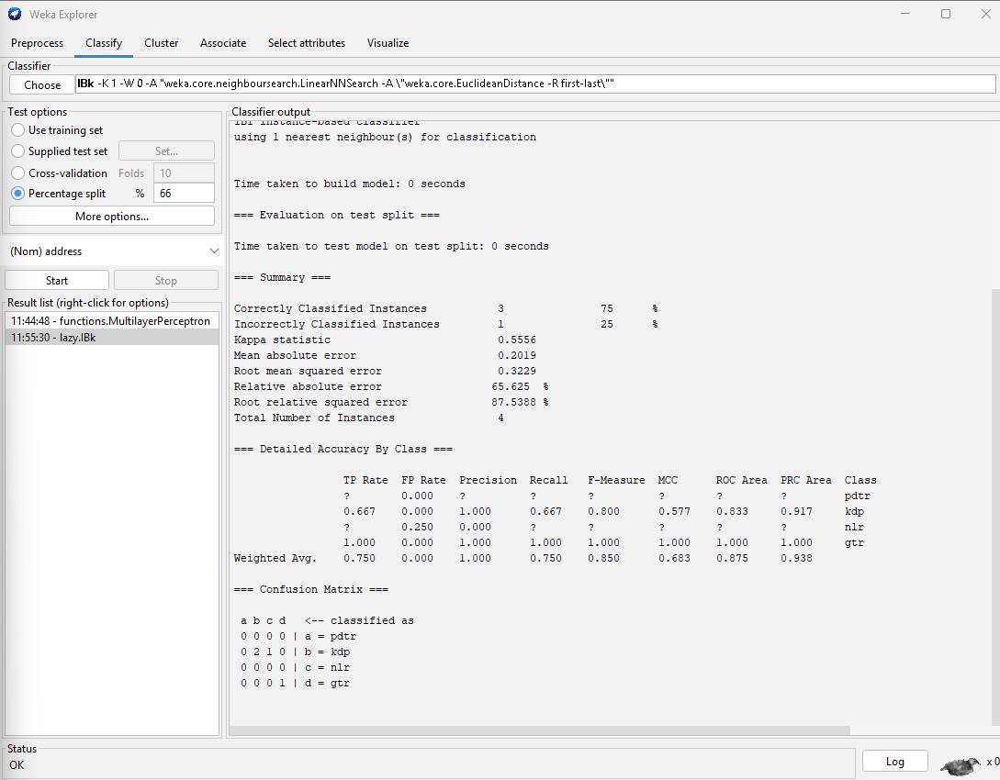 Weka Explorer
Preprocess Classify Cluster Associate Select attributes Visualize
Classifier
Choose IBk -K 1 -W 0 -A "weka.core.neighboursearch.LinearNNSearch -A \"weka.core.EuclideanDistance -R first-last\""
Test options
Use training set
Supplied test set Set...
Cross-validation Folds 10
Percentage split % 66
More options...
(Nom) address
Start Stop
Result list (right-click for options)
11:44:48 - functions.MultilayerPerceptron
11:55:30 - lazy.IBk
Classifier output
IB1 instance-based classifier
using 1 nearest neighbour(s) for classification
Time taken to build model: 0 seconds
=== Evaluation on test split ===
Time taken to test model on test split: 0 seconds
=== Summary ===
Correctly Classified Instances 3 75 %
Incorrectly Classified Instances 1 25 %
Kappa statistic 0.5556
Mean absolute error 0.2019
Root mean squared error 0.3229
Relative absolute error 65.625 %
Root relative squared error 87.5388 %
Total Number of Instances 4
=== Detailed Accuracy By Class ===
TP Rate FP Rate Precision Recall F-Measure MCC ROC Area PRC Area Class
? 0.000 ? ? ? ? ? ? pdtr
0.667 0.000 1.000 0.667 0.800 0.577 0.833 0.917 kdp
? 0.250 0.000 ? ? ? ? ? nlr
1.000 0.000 1.000 1.000 1.000 1.000 1.000 1.000 gtr
Weighted Avg. 0.750 0.000 1.000 0.750 0.850 0.683 0.875 0.938
=== Confusion Matrix ===
a b c d <-- classified as
0 0 0 0 | a = pdtr
0 2 1 0 | b = kdp
0 0 0 0 | c = nlr
0 0 0 1 | d = gtr
Status
OK
Log
x 0